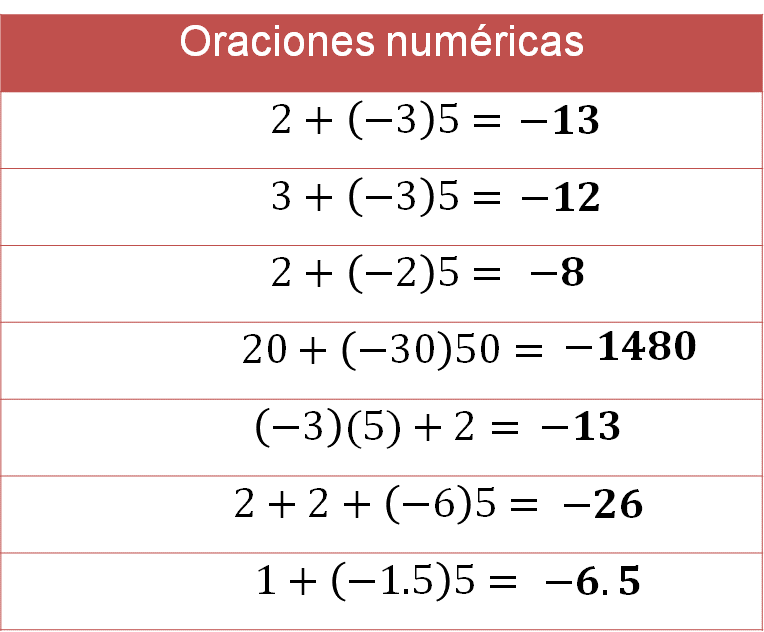 Oraciones numéricas
2 + (−3)5 = −13
3 + (−3)5 = −12
2 + (−2)5 = −8
20 + (−30)50 = −1480
(−3)(5) + 2 = −13
2 + 2 + (−6)5 = −26
1 + (−1.5)5 = −6.5